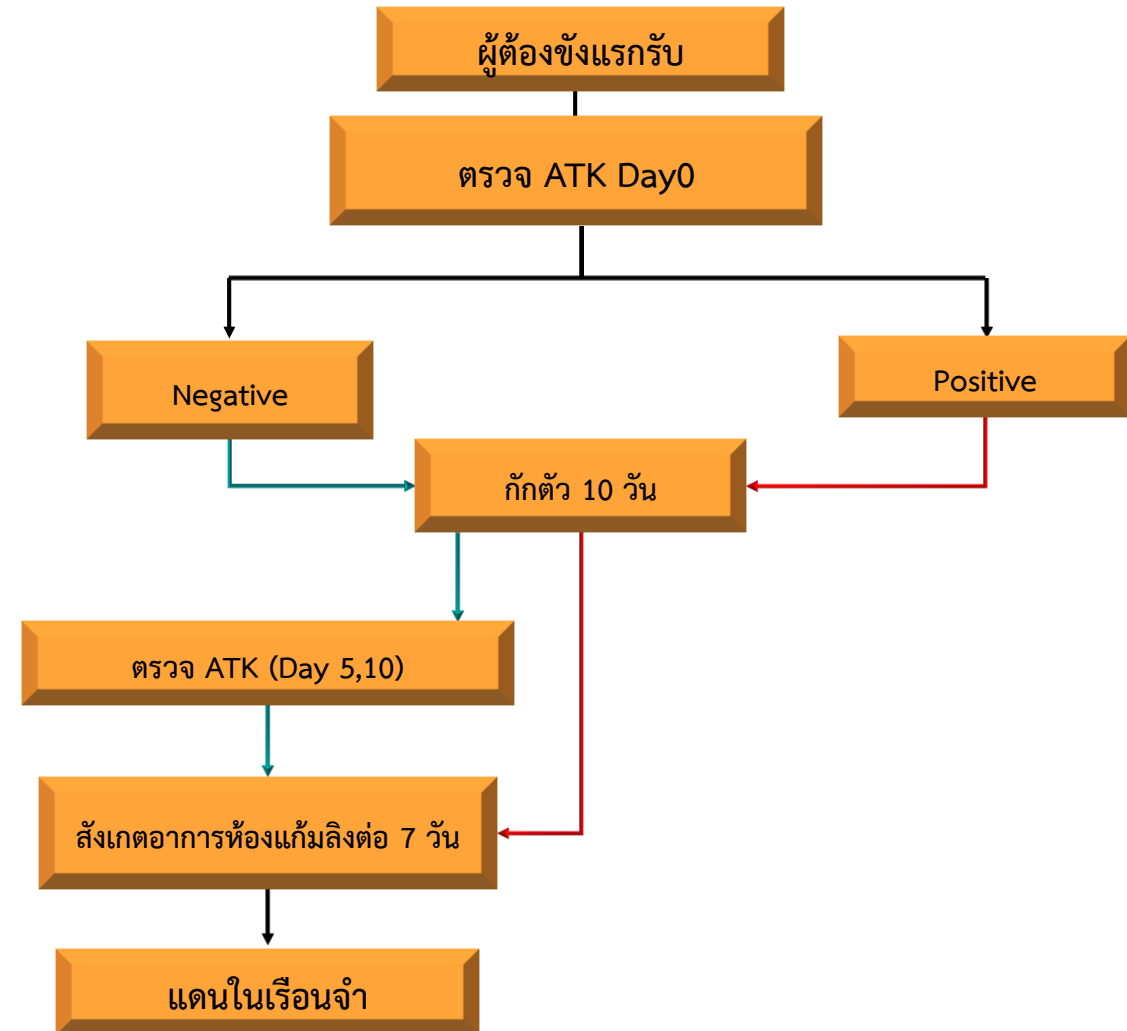 ผู้ต้องขังแรกรับ
ตรวจ ATK Day0
Negative
Positive
กักตัว 10 วัน
ตรวจ ATK (Day 5,10)
สังเกตอาการห้องแก้มลิงต่อ 7 วัน
แดนในเรือนจำ